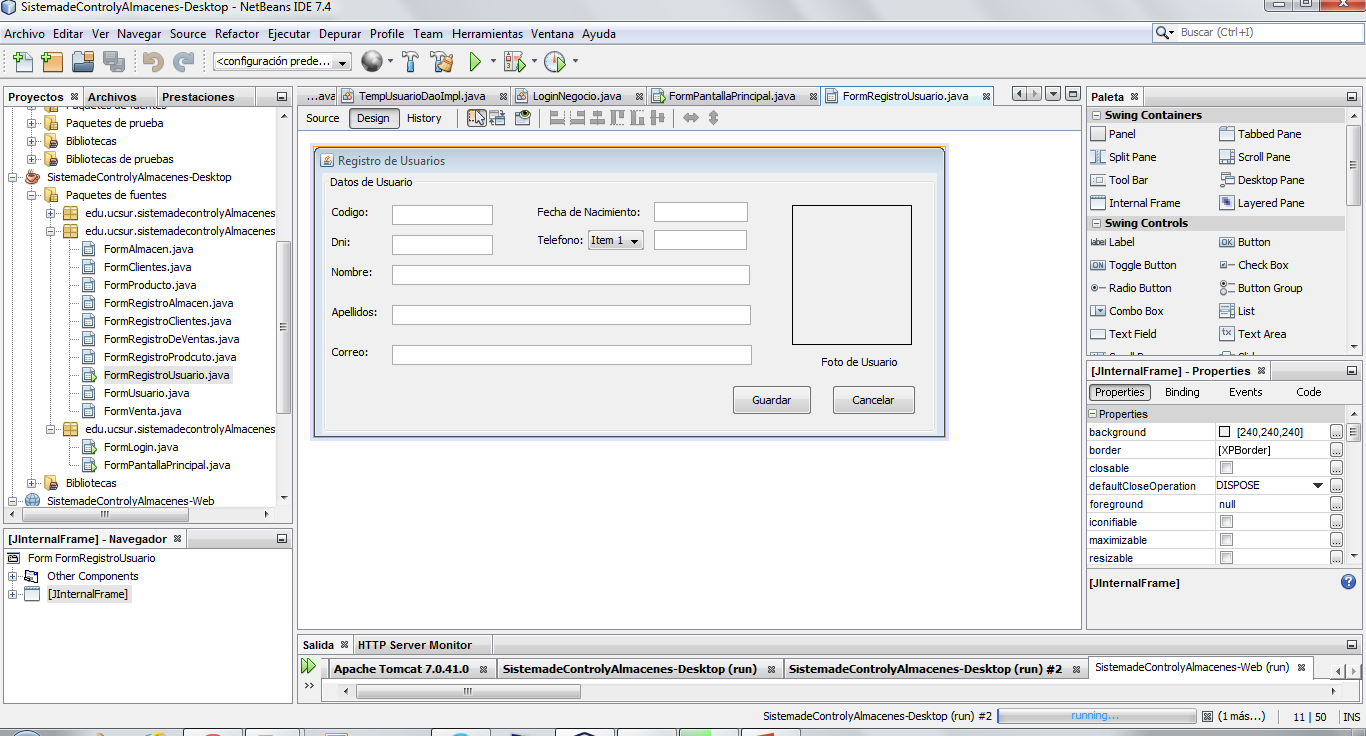 SistemadeControlyAlmacenes-Desktop - NetBeans IDE 7.4
Archivo Editar Ver Navegar Source Refactor Ejecutar Depurar Profile Team Herramientas Ventana Ayuda
Buscar (Ctrl+I)
<configuración prede...
Proyectos Archivos Prestaciones
Paquetes de fuentes
Paquetes de prueba
Bibliotecas
Bibliotecas de pruebas
SistemadeControlyAlmacenes-Desktop
Paquetes de fuentes
edu.ucsur.sistemadecontrolyAlmacenes
edu.ucsur.sistemadecontrolyAlmacenes
FormAlmacen.java
FormClientes.java
FormProducto.java
FormRegistroAlmacen.java
FormRegistroClientes.java
FormRegistroDeVentas.java
FormRegistroProdcuto.java
FormRegistroUsuario.java
FormUsuario.java
FormVenta.java
edu.ucsur.sistemadecontrolyAlmacenes
FormLogin.java
FormPantallaPrincipal.java
Bibliotecas
SistemadeControlyAlmacenes-Web
[JInternalFrame] - Navegador
Form FormRegistroUsuario
Other Components
[JInternalFrame]
...ava TempUsuarioDaoImpl.java LoginNegocio.java FormPantallaPrincipal.java FormRegistroUsuario.java
Source Design History
Registro de Usuarios
Datos de Usuario
Codigo:
Fecha de Nacimiento:
Dni:
Telefono: Item 1
Nombre:
Apellidos:
Correo:
Foto de Usuario
Guardar Cancelar
Paleta
Swing Containers
Panel Tabbed Pane
Split Pane Scroll Pane
Tool Bar Desktop Pane
Internal Frame Layered Pane
Swing Controls
label Label OK Button
ON Toggle Button Check Box
Radio Button Button Group
Combo Box List
Text Field Text Area
[JInternalFrame] - Properties
Properties Binding Events Code
Properties
background [240,240,240] ...
border [XPBorder] ...
closable ...
defaultCloseOperation DISPOSE ...
foreground null ...
iconifiable ...
maximizable ...
resizable ...
[JInternalFrame]
Salida HTTP Server Monitor
Apache Tomcat 7.0.41.0 SistemadeControlyAlmacenes-Desktop (run) SistemadeControlyAlmacenes-Desktop (run) #2 SistemadeControlyAlmacenes-Web (run)
SistemadeControlyAlmacenes-Desktop (run) #2 running... (1 más...) 11 | 50 INS